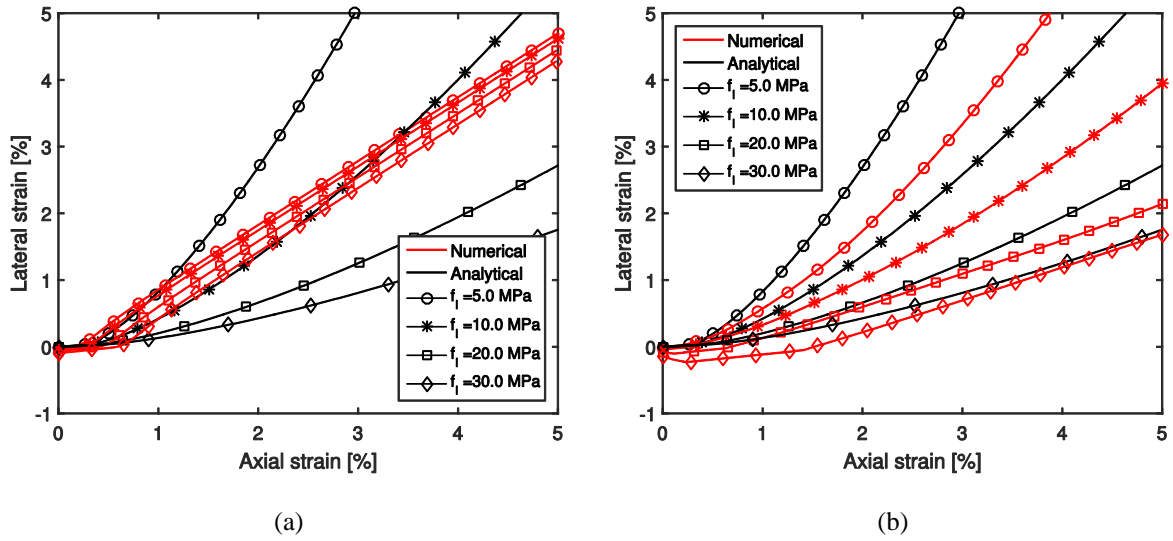 5
4
3
2
1
0
-1
Lateral strain [%]
0 1 2 3 4 5
Axial strain [%]
Numerical
Analytical
f_l =5.0 MPa
f_l =10.0 MPa
f_l =20.0 MPa
f_l =30.0 MPa
(a)
5
4
3
2
1
0
-1
Lateral strain [%]
Numerical
Analytical
f_l =5.0 MPa
f_l =10.0 MPa
f_l =20.0 MPa
f_l =30.0 MPa
0 1 2 3 4 5
Axial strain [%]
(b)